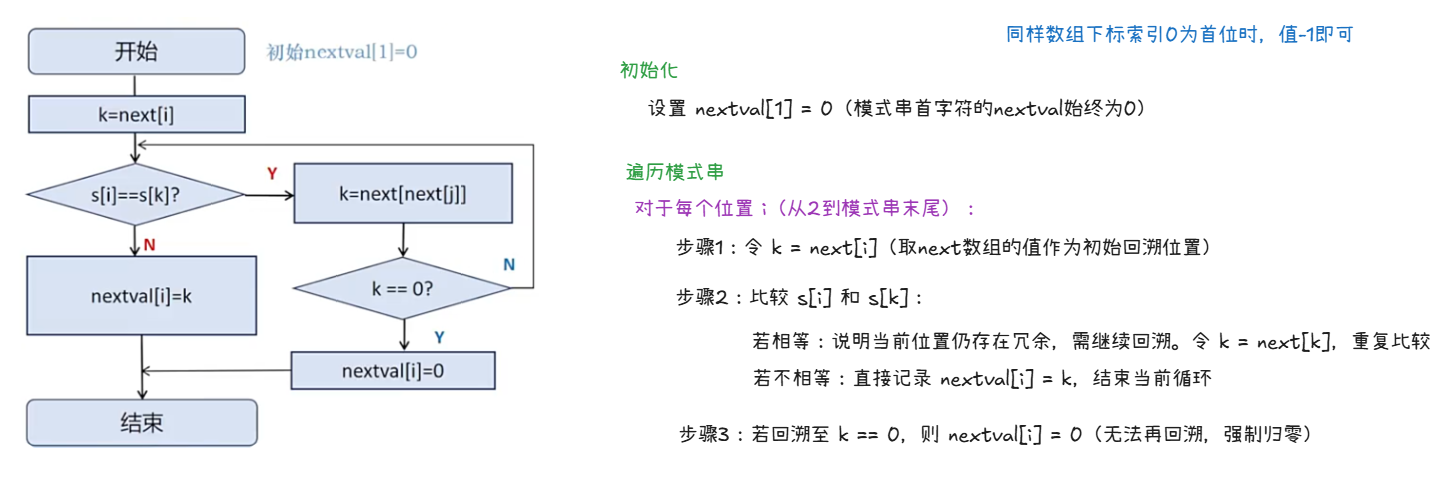 开始
初始nextval[1]=0
k=next[i]
s[i]==s[k]?
Y
k=next[next[j]]
N
nextval[i]=k
k == 0?
N
Y
nextval[i]=0
结束
同样数组下标索引0为首位时，值-1即可
初始化
设置 nextval[1] = 0（模式串首字符的nextval始终为0）
遍历模式串
对于每个位置 i（从2到模式串末尾）：
步骤1：令 k = next[i]（取next数组的值作为初始回溯位置）
步骤2：比较 s[i] 和 s[k]：
若相等：说明当前位置仍存在冗余，需继续回溯。令 k = next[k]，重复比较
若不相等：直接记录 nextval[i] = k，结束当前循环
步骤3：若回溯至 k == 0，则 nextval[i] = 0（无法再回溯，强制归零）